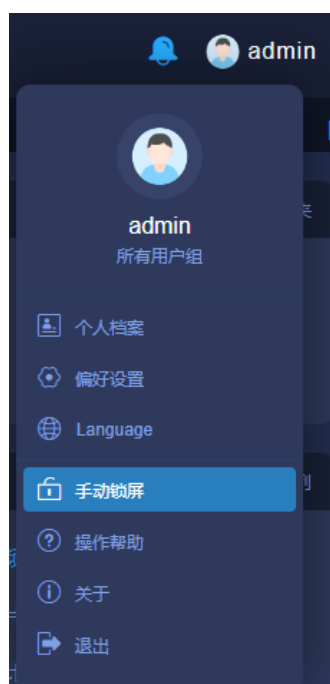 admin
admin
所有用户组
个人档案
偏好设置
Language
手动锁屏
操作帮助
关于
退出